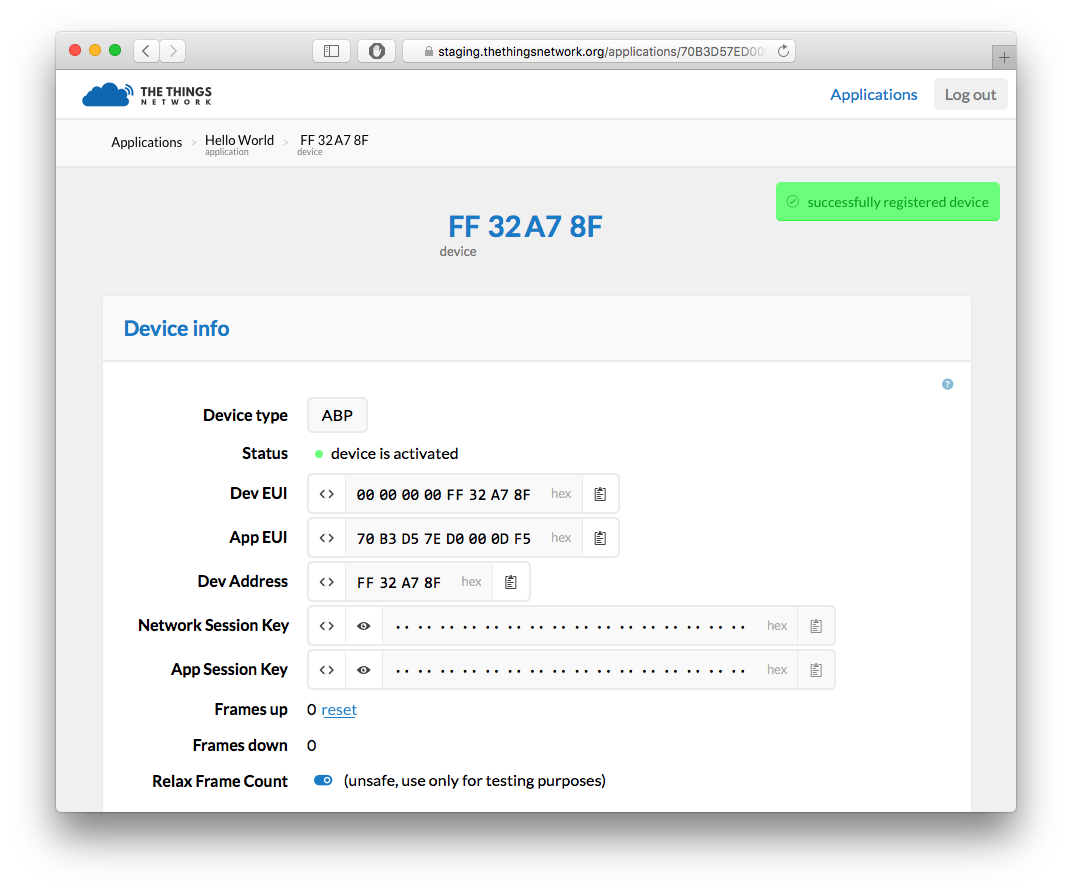 staging.thethingsnetwork.org/applications/70B3D57ED00
THE THINGS
NETWORK
Applications
Log out
Applications > Hello World > FF 32 A7 8F
application
device
successfully registered device
FF 32 A7 8F
device
Device info
Device type ABP
Status device is activated
Dev EUI <> 00 00 00 00 FF 32 A7 8F hex
App EUI <> 70 B3 D5 7E D0 00 0D F5 hex
Dev Address <> FF 32 A7 8F hex
Network Session Key <> hex
App Session Key <> hex
Frames up 0 reset
Frames down 0
Relax Frame Count (unsafe, use only for testing purposes)